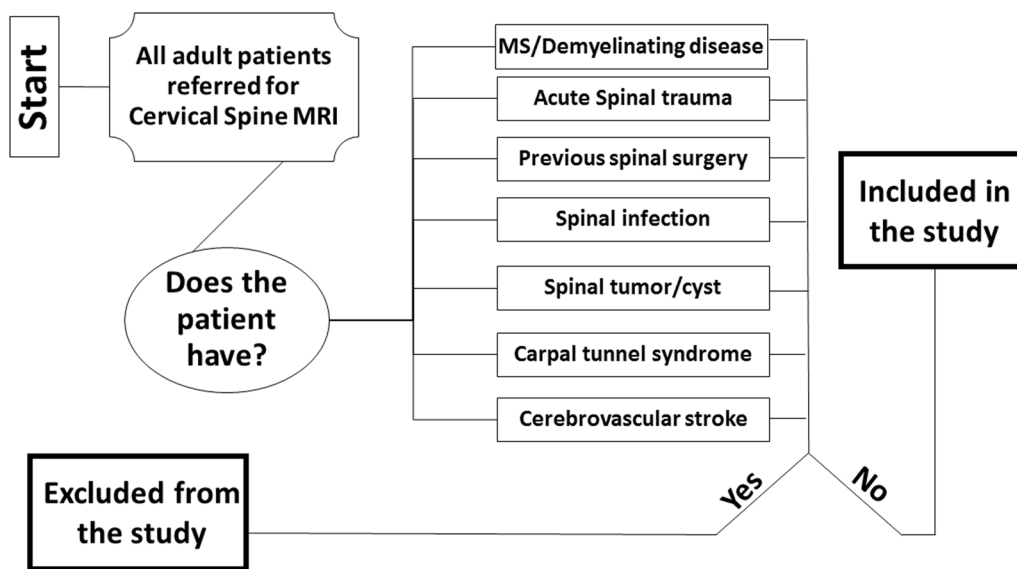 Start
All adult patients
referred for
Cervical Spine MRI
Does the
patient
have?
MS/Demyelinating disease
Acute Spinal trauma
Previous spinal surgery
Spinal infection
Spinal tumor/cyst
Carpal tunnel syndrome
Cerebrovascular stroke
Yes
No
Excluded from
the study
Included in
the study